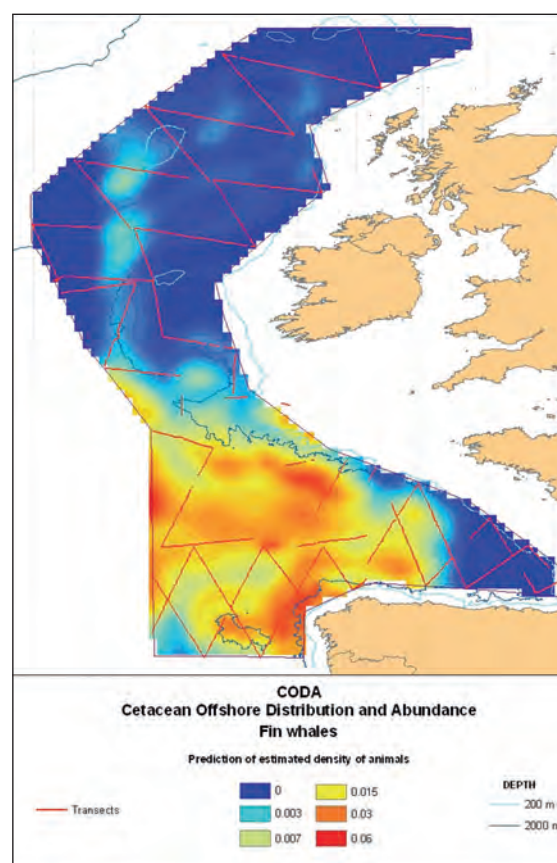 CODA
Cetacean Offshore Distribution and Abundance
Fin whales
Prediction of estimated density of animals
Transects
0
0.003
0.007
0.015
0.03
0.06
DEPTH
200 m
2000 m